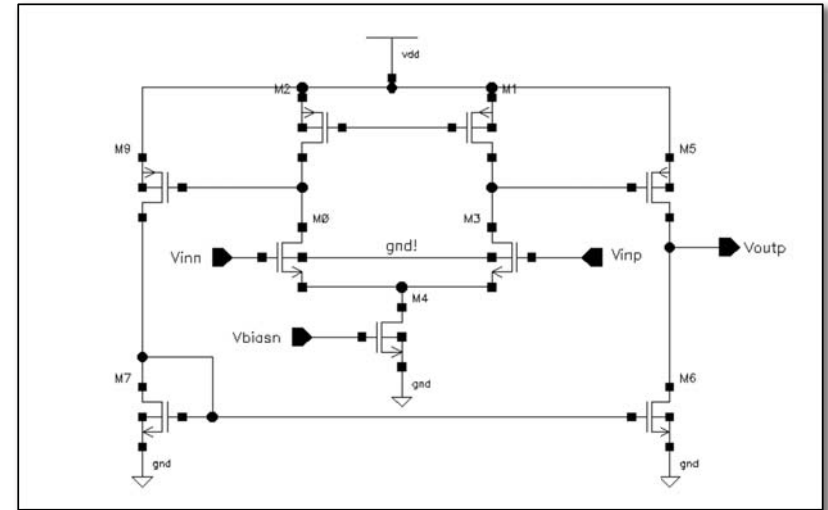 vdd
M2
M1
M9
M5
M0
M3
gnd!
Vinn
Vinp
Voutp
M4
Vbiasn
M7
M6
gnd
gnd
gnd